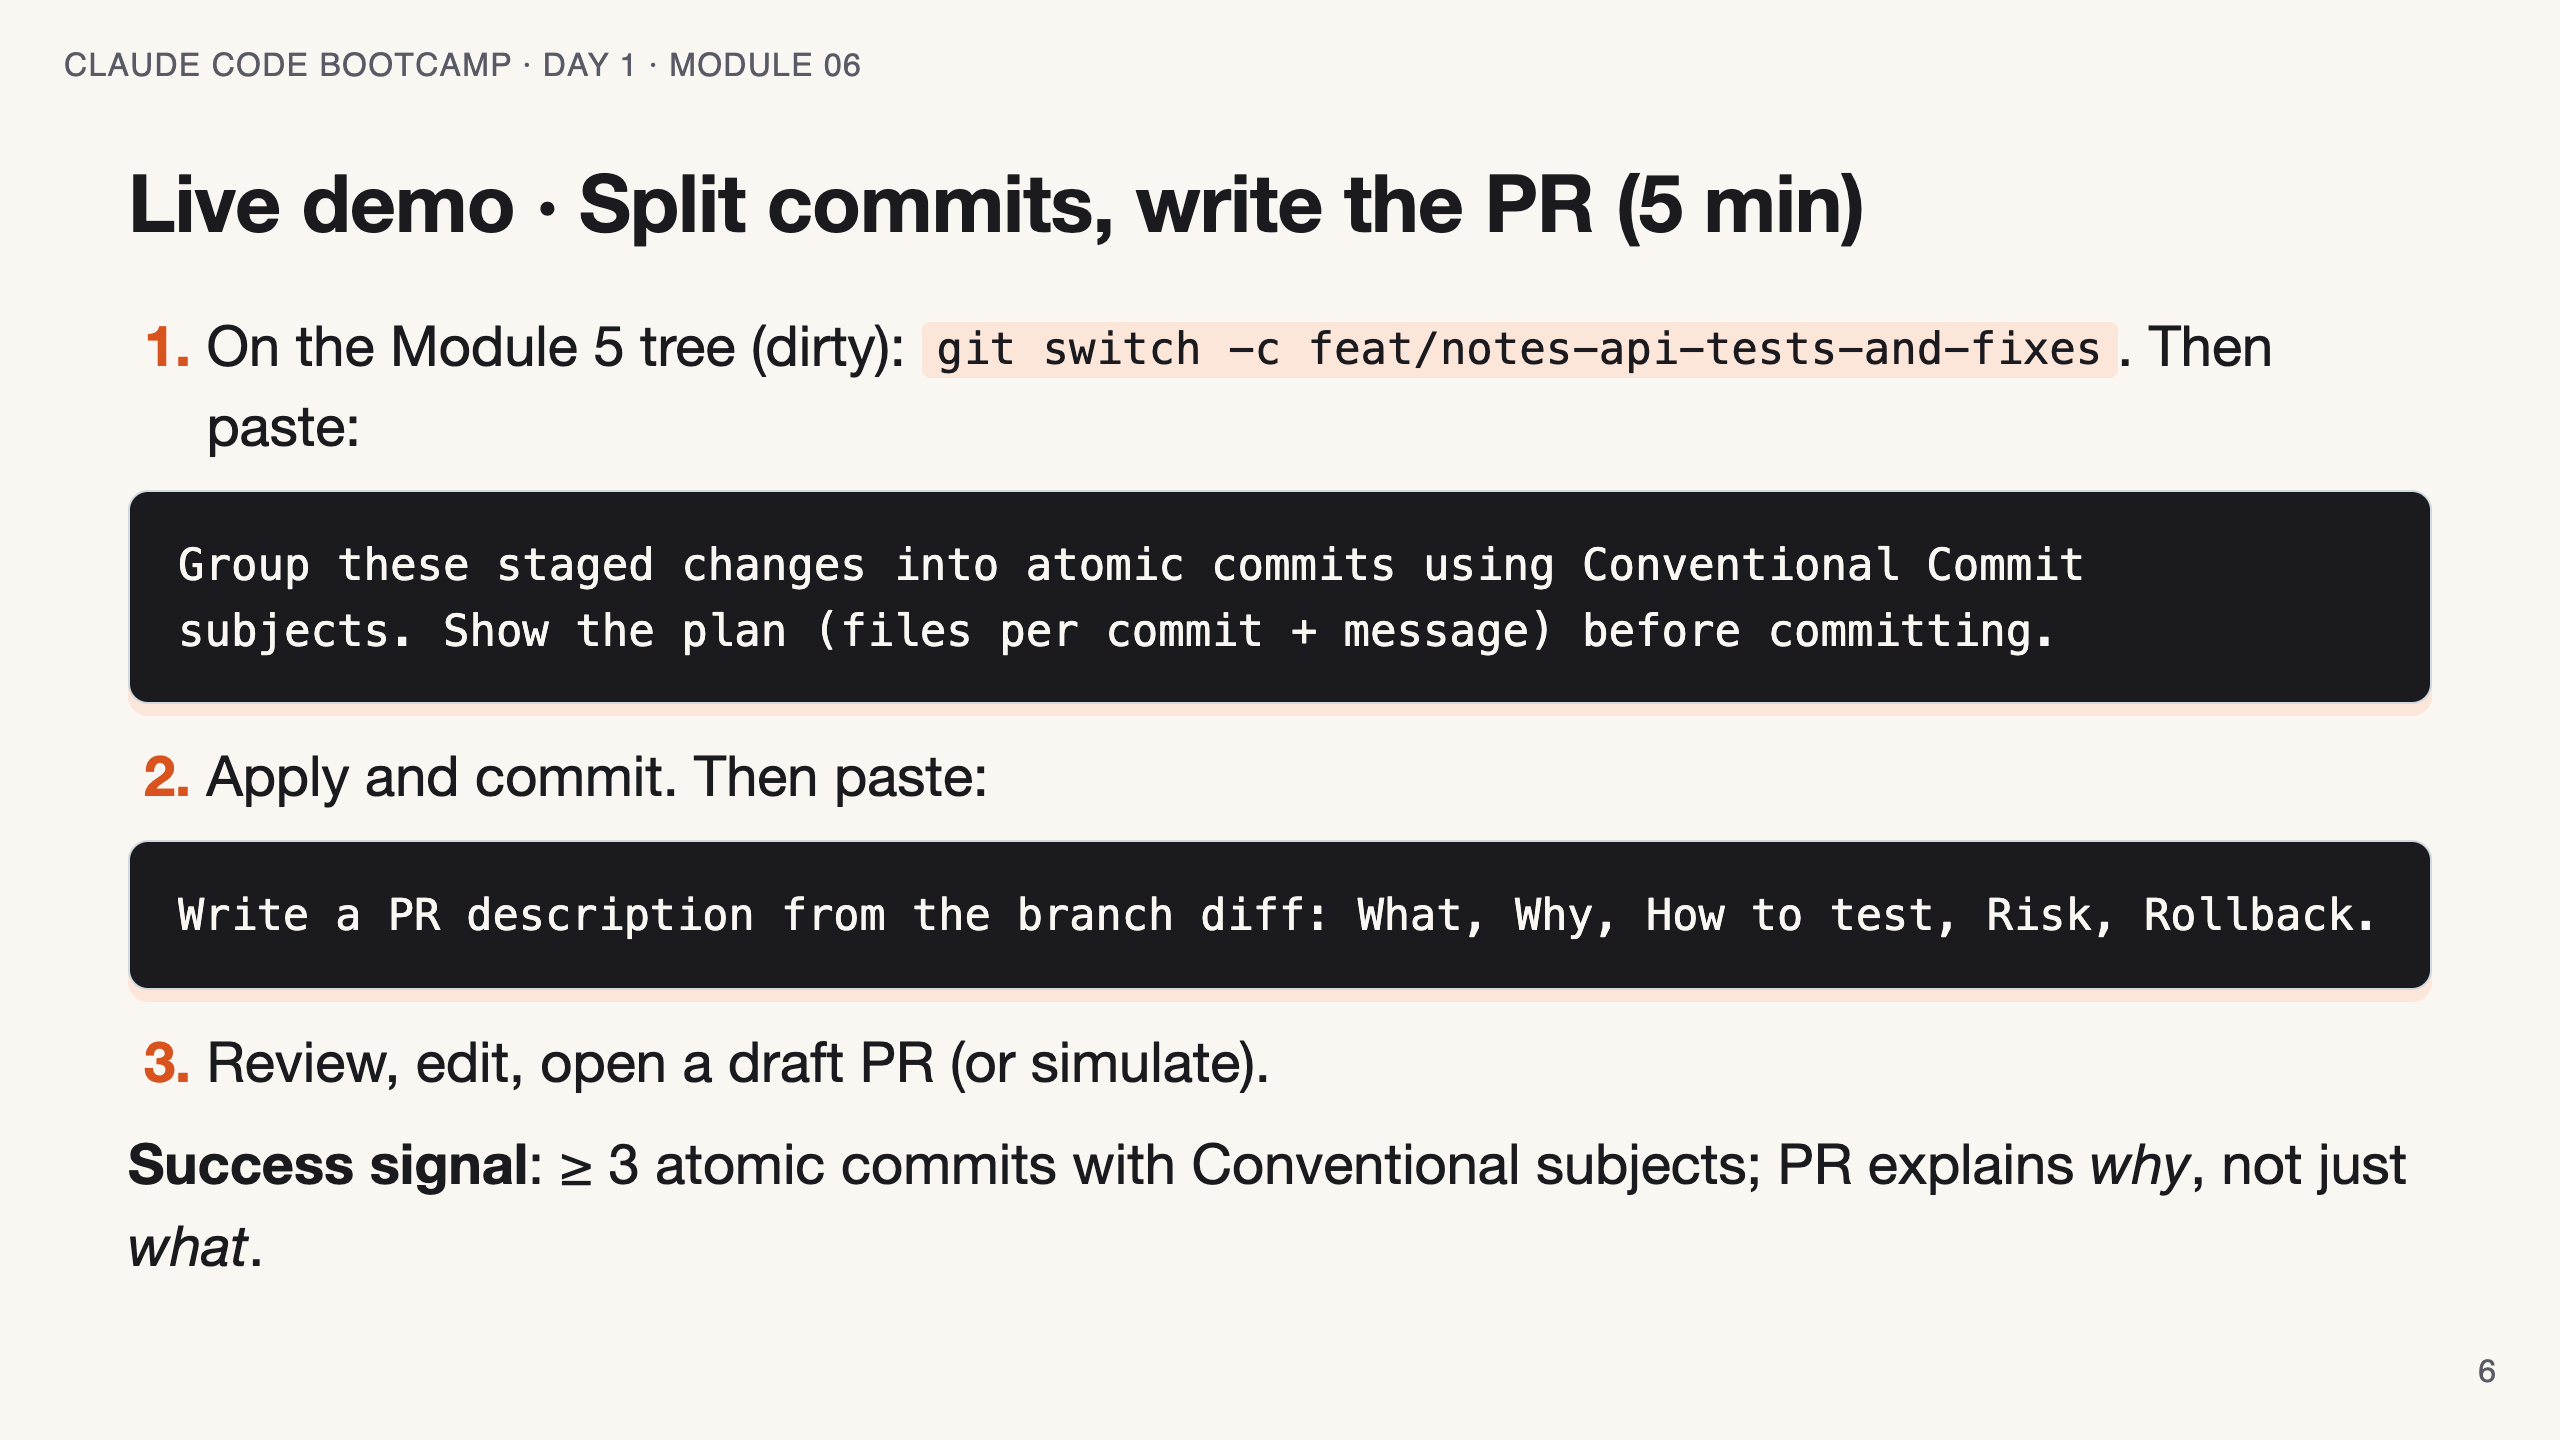 CLAUDE CODE BOOTCAMP · DAY 1 · MODULE 06
Live demo · Split commits, write the PR (5 min)
1. On the Module 5 tree (dirty): git switch -c feat/notes-api-tests-and-fixes. Then
paste:
Group these staged changes into atomic commits using Conventional Commit
subjects. Show the plan (files per commit + message) before committing.
2. Apply and commit. Then paste:
Write a PR description from the branch diff: What, Why, How to test, Risk, Rollback.
3. Review, edit, open a draft PR (or simulate).
Success signal: ≥ 3 atomic commits with Conventional subjects; PR explains why, not just
what.
6